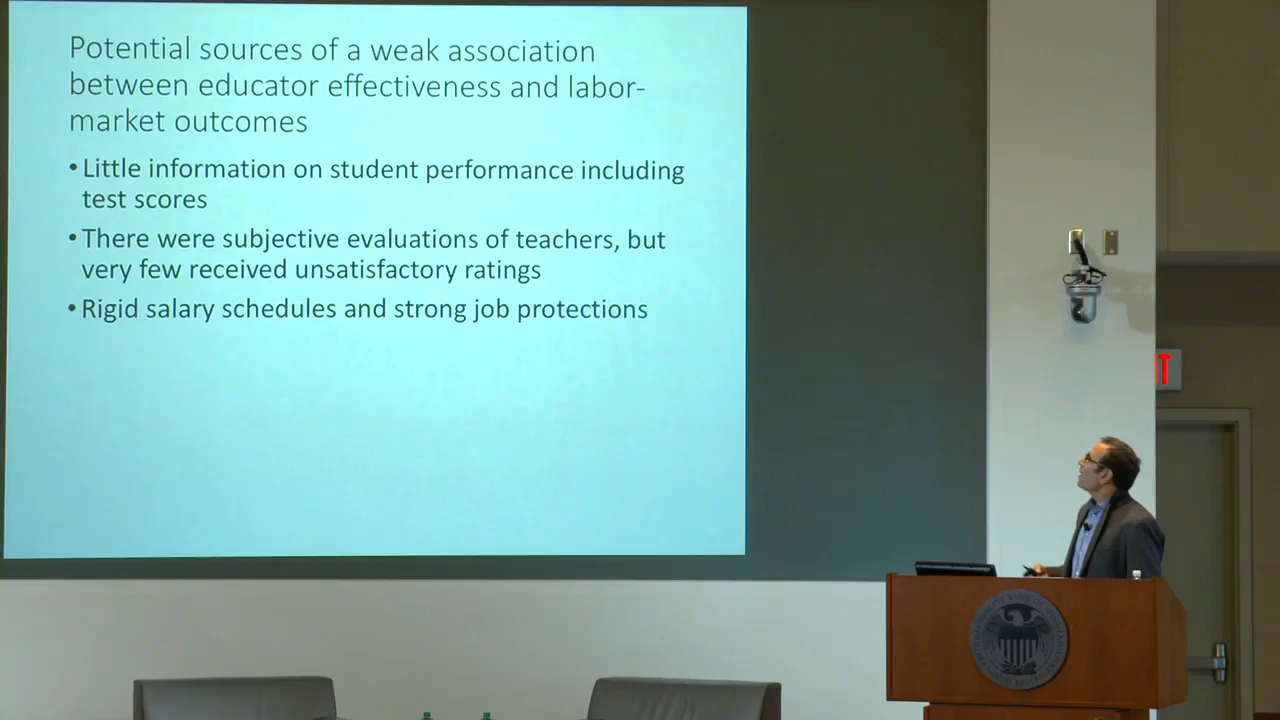 Potential sources of a weak association
between educator effectiveness and labor-
market outcomes
• Little information on student performance including
test scores
• There were subjective evaluations of teachers, but
very few received unsatisfactory ratings
• Rigid salary schedules and strong job protections
IT